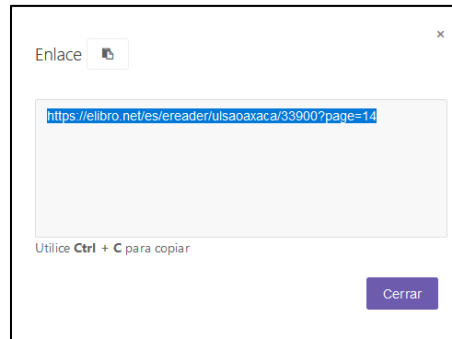 ×
Enlace
https://elibro.net/es/ereader/ulsaoaxaca/33900?page=14
Utilice Ctrl + C para copiar
Cerrar